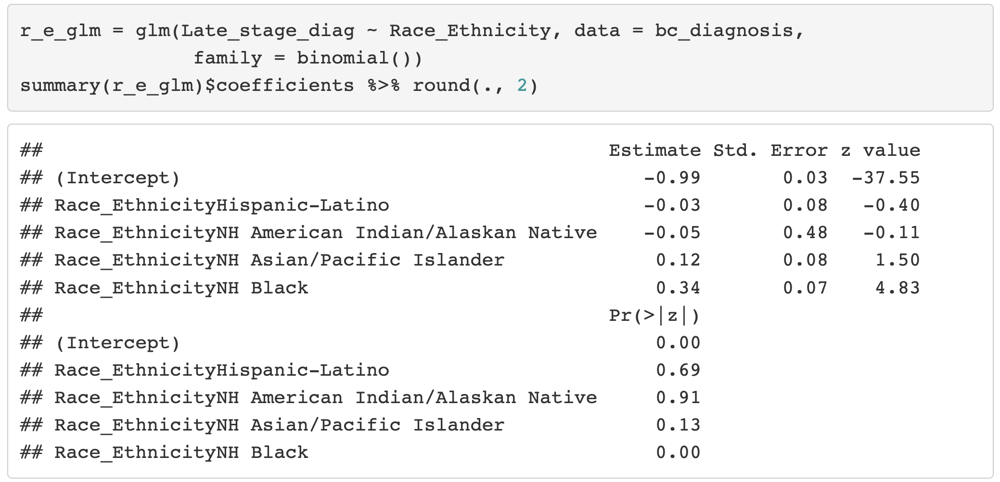 r_e_glm = glm(Late_stage_diag ~ Race_Ethnicity, data = bc_diagnosis,
               family = binomial())
summary(r_e_glm)$coefficients %>% round(., 2)
##                                                 Estimate Std. Error z value
## (Intercept)                                        -0.99       0.03  -37.55
## Race_EthnicityHispanic-Latino                      -0.03       0.08   -0.40
## Race_EthnicityNH American Indian/Alaskan Native    -0.05       0.48   -0.11
## Race_EthnicityNH Asian/Pacific Islander             0.12       0.08    1.50
## Race_EthnicityNH Black                              0.34       0.07    4.83
##                                                 Pr(>|z|)
## (Intercept)                                         0.00
## Race_EthnicityHispanic-Latino                       0.69
## Race_EthnicityNH American Indian/Alaskan Native     0.91
## Race_EthnicityNH Asian/Pacific Islander             0.13
## Race_EthnicityNH Black                              0.00